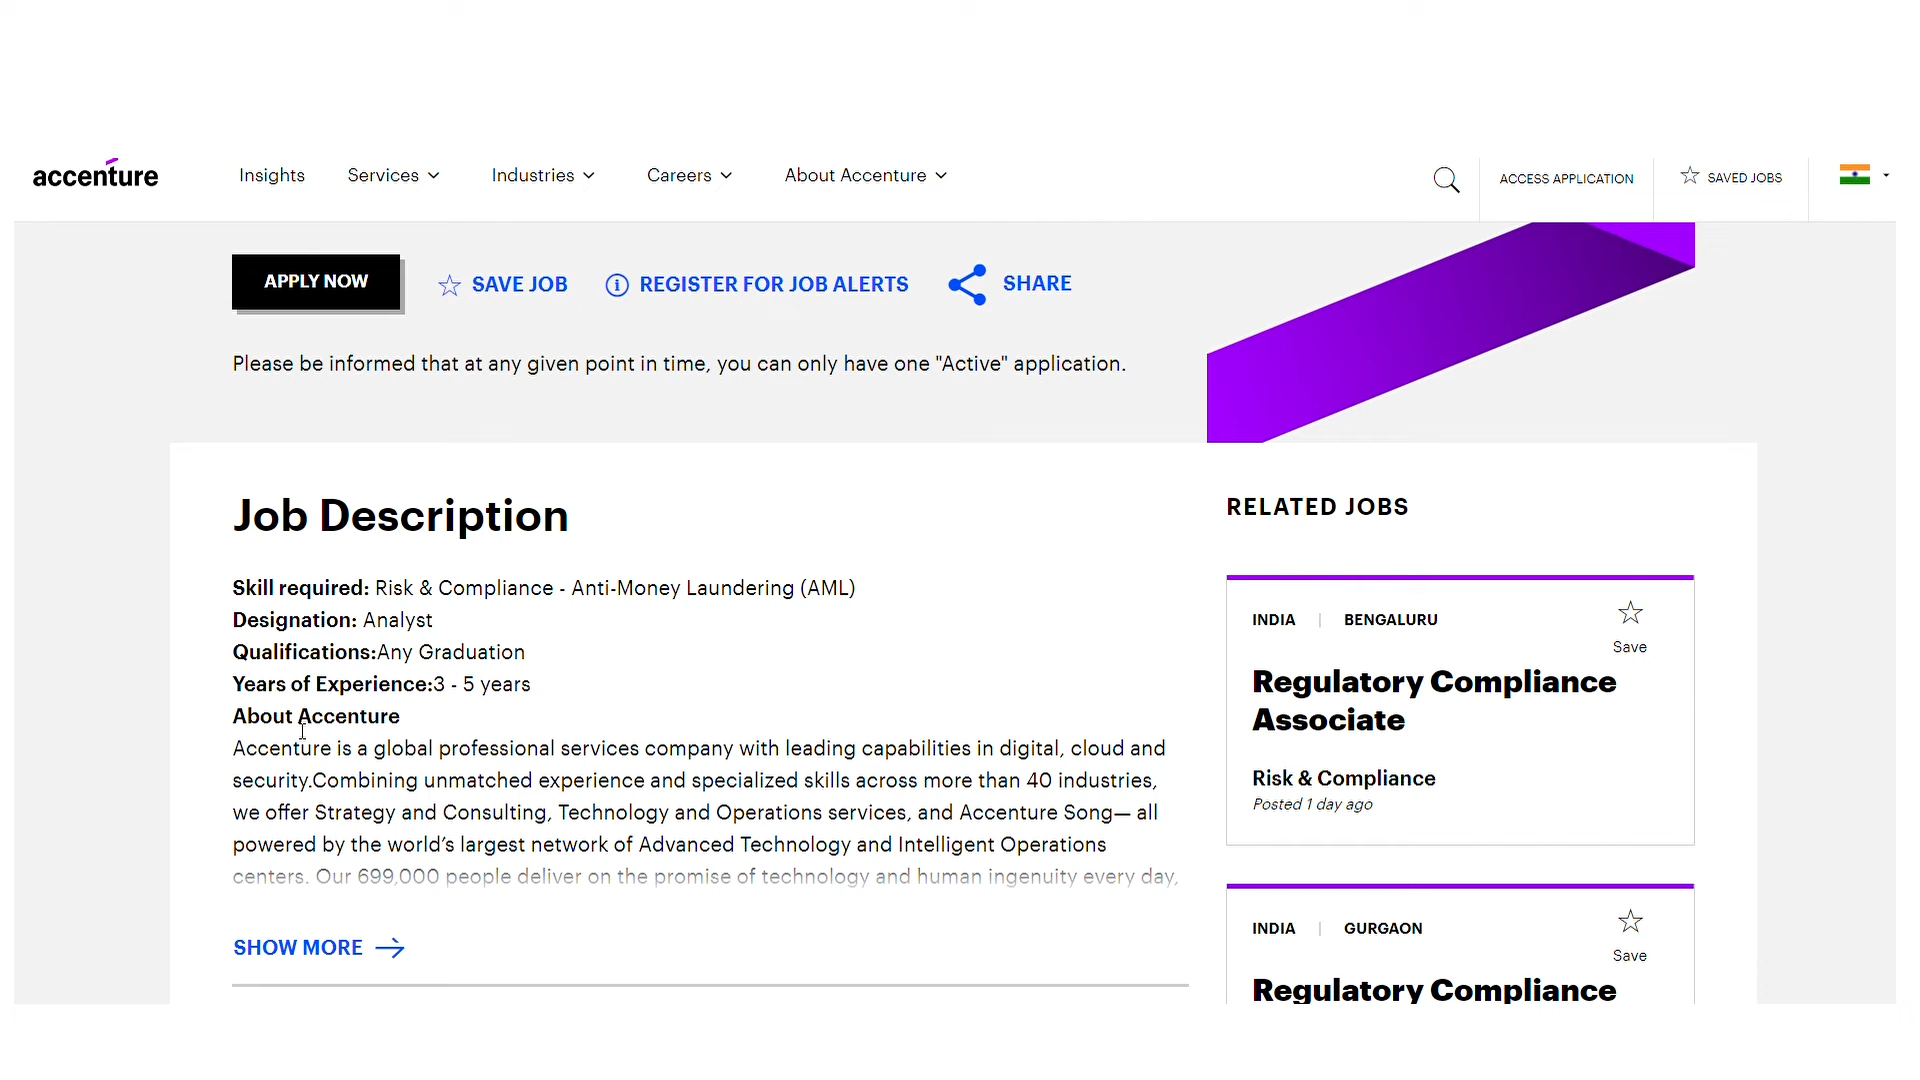 accenture
Insights
Services
Industries
Careers
About Accenture
ACCESS APPLICATION
SAVED JOBS
APPLY NOW
SAVE JOB
REGISTER FOR JOB ALERTS
SHARE
Please be informed that at any given point in time, you can only have one "Active" application.
Job Description
Skill required: Risk & Compliance - Anti-Money Laundering (AML)
Designation: Analyst
Qualifications:Any Graduation
Years of Experience:3 - 5 years
About Accenture
Accenture is a global professional services company with leading capabilities in digital, cloud and
security.Combining unmatched experience and specialized skills across more than 40 industries,
we offer Strategy and Consulting, Technology and Operations services, and Accenture Song— all
powered by the world’s largest network of Advanced Technology and Intelligent Operations
centers. Our 699,000 people deliver on the promise of technology and human ingenuity every day,
SHOW MORE
RELATED JOBS
INDIA | BENGALURU
Save
Regulatory Compliance
Associate
Risk & Compliance
Posted 1 day ago
INDIA | GURGAON
Save
Regulatory Compliance